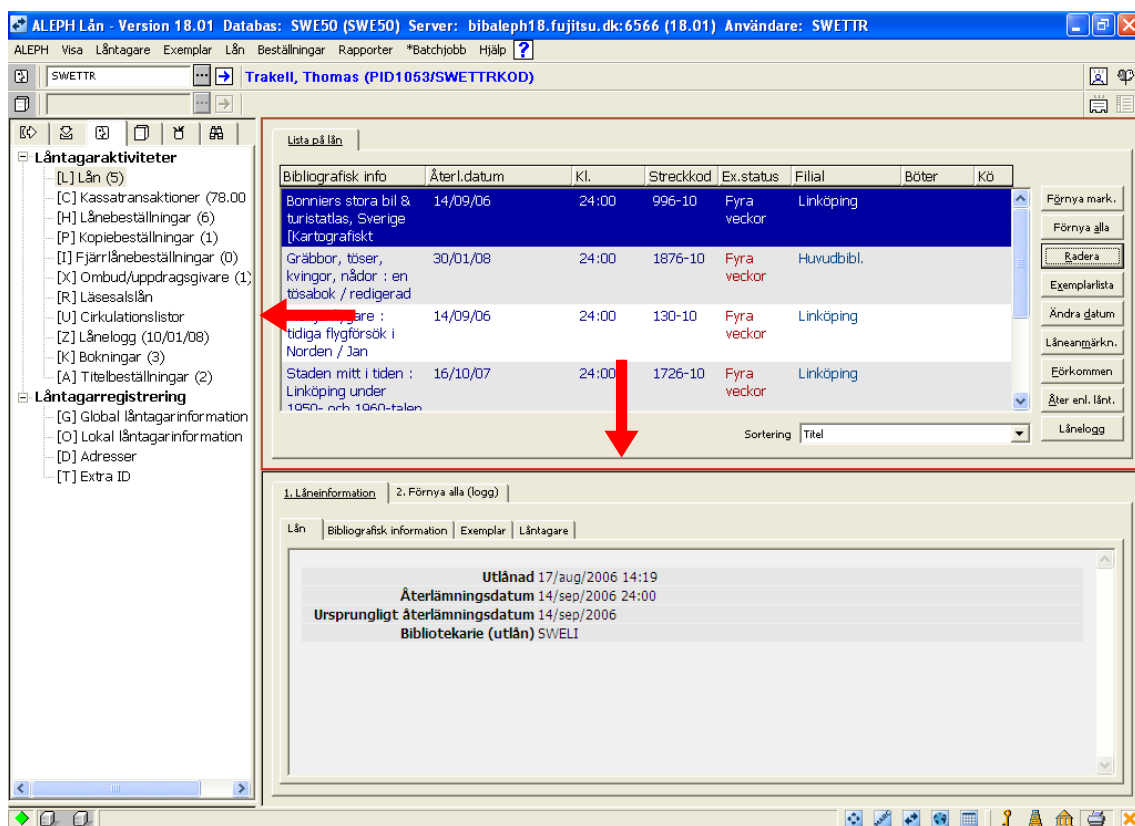 ALEPH Lån - Version 18.01 Databas: SWE50 (SWE50) Server: bibaleph18.fujitsu.dk:6566 (18.01) Användare: SWETTR
ALEPH Visa Låntagare Exemplar Lån Beställningar Rapporter *Batchjobb Hjälp ?
SWETTR ... Trakell, Thomas (PID1053/SWETTRKOD)
Låntagaraktiviteter
[L] Lån (5)
[C] Kassatransaktioner (78.00
[H] Lånebeställningar (6)
[P] Kopiebeställningar (1)
[I] Fjärrlånebeställningar (0)
[X] Ombud/uppdragsgivare (1)
[R] Läsesalslån
[U] Cirkulationslistor
[Z] Lånelogg (10/01/08)
[K] Bokningar (3)
[A] Titelbeställningar (2)
Låntagarregistrering
[G] Global låntagarinformation
[O] Lokal låntagarinformation
[D] Adresser
[T] Extra ID
Lista på lån
Bibliografisk info Återl.datum Kl. Streckkod Ex.status Filial Böter Kö
Bonniers stora bil & 14/09/06 24:00 996-10 Fyra Linköping
turistatlas, Sverige veckor
[Kartografiskt
Gräbbor, töser, 30/01/08 24:00 1876-10 Fyra Huvudbibl.
kvingor, nådor : en veckor
tösabok / redigerad
: 14/09/06 24:00 130-10 Fyra Linköping
tidiga flygförsök i veckor
Norden / Jan
Staden mitt i tiden : 16/10/07 24:00 1726-10 Fyra Linköping
Linköping under veckor
1950- och 1960-talen
Sortering Titel
Förnya mark.
Förnya alla
Radera
Exemplarlista
Ändra datum
Låneanmärkn.
Förkommen
Åter enl. lånt.
Lånelogg
1. Låneinformation 2. Förnya alla (logg)
Lån Bibliografisk information Exemplar Låntagare
Utlånad 17/aug/2006 14:19
Återlämningsdatum 14/sep/2006 24:00
Ursprungligt återlämningsdatum 14/sep/2006
Bibliotekarie (utlån) SWELI